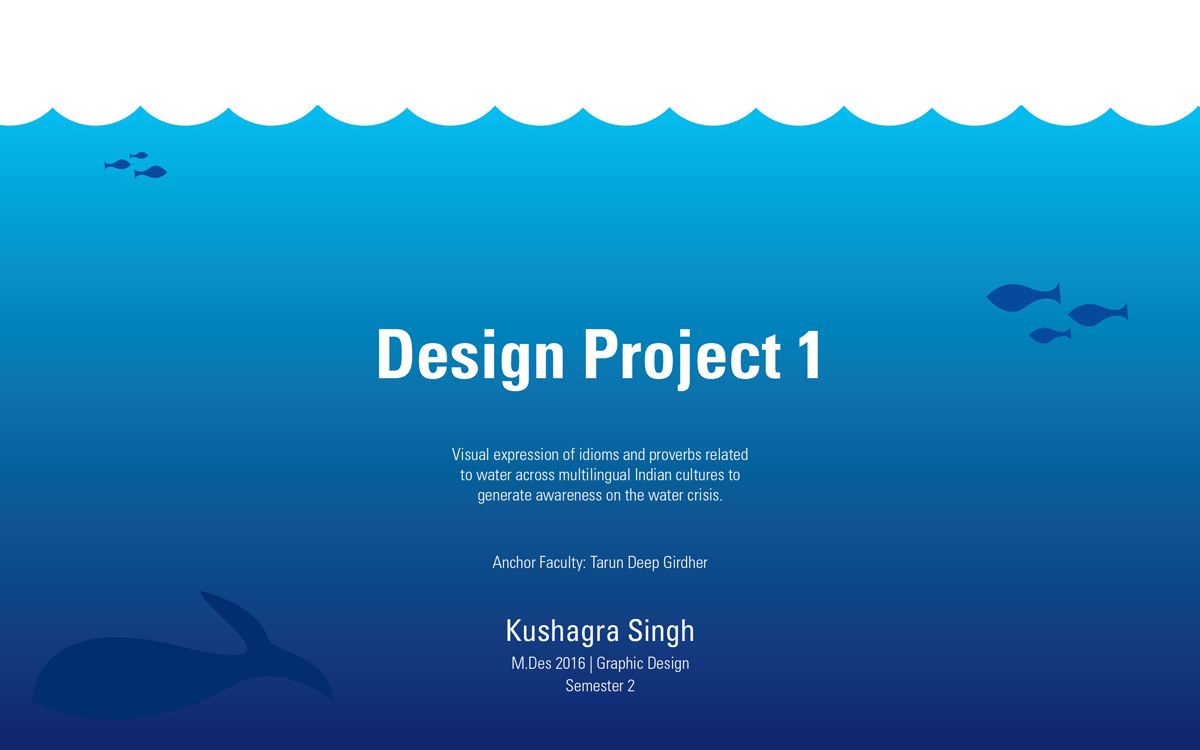 Design Project 1
Visual expression of idioms and proverbs related
to water across multilingual Indian cultures to
generate awareness on the water crisis.
Anchor Faculty: Tarun Deep Girdher
Kushagra Singh
M.Des 2016 | Graphic Design
Semester 2